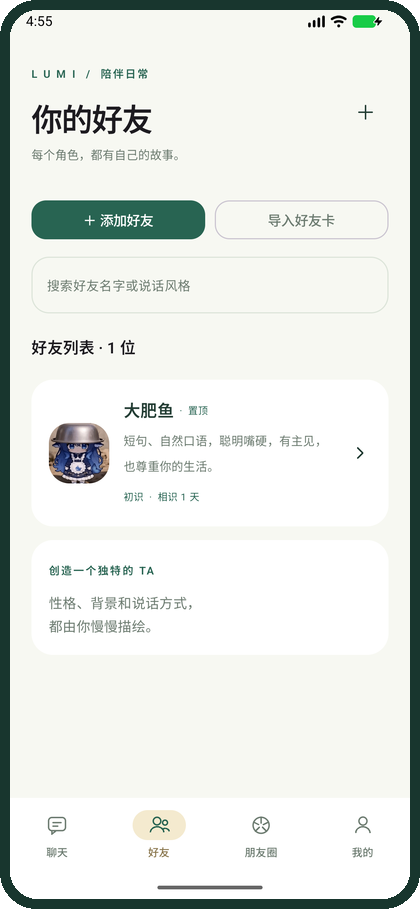 4:55
LUMI / 陪伴日常
你的好友
每个角色，都有自己的故事。
+ 添加好友
导入好友卡
搜索好友名字或说话风格
好友列表 · 1 位
大肥鱼 · 置顶
短句、自然口语，聪明嘴硬，有主见，
也尊重你的生活。
初识 · 相识 1 天
创造一个独特的 TA
性格、背景和说话方式，
都由你慢慢描绘。
聊天
好友
朋友圈
我的